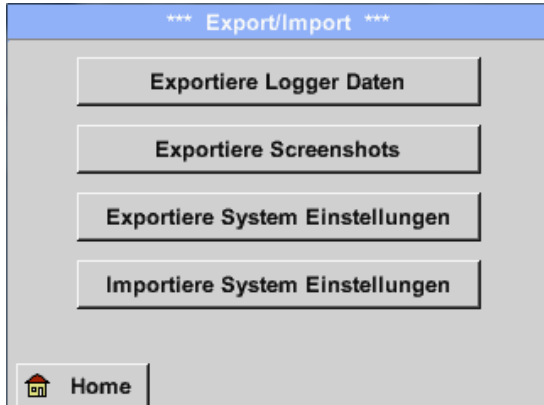 *** Export/Import ***
Exportiere Logger Daten
Exportiere Screenshots
Exportiere System Einstellungen
Importiere System Einstellungen
Home